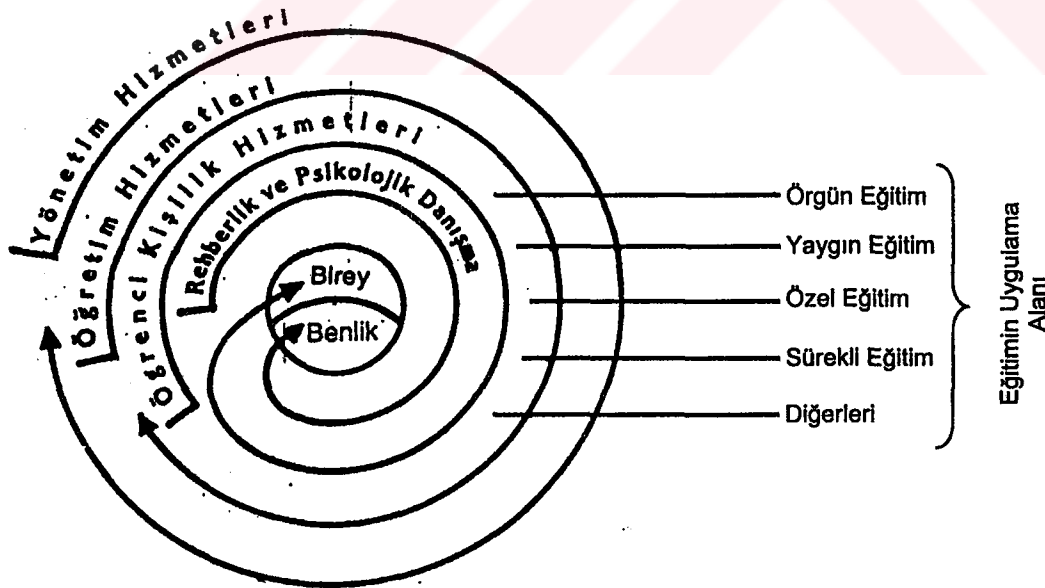 Yönetim Hizmetleri
Öğretim Hizmetleri
Öğrenci Kişilik Hizmetleri
Rehberlik ve Psikolojik Danışma
Birey
Benlik
Örgün Eğitim
Yaygın Eğitim
Özel Eğitim
Sürekli Eğitim
Diğerleri
Eğitimin Uygulama
Alanı